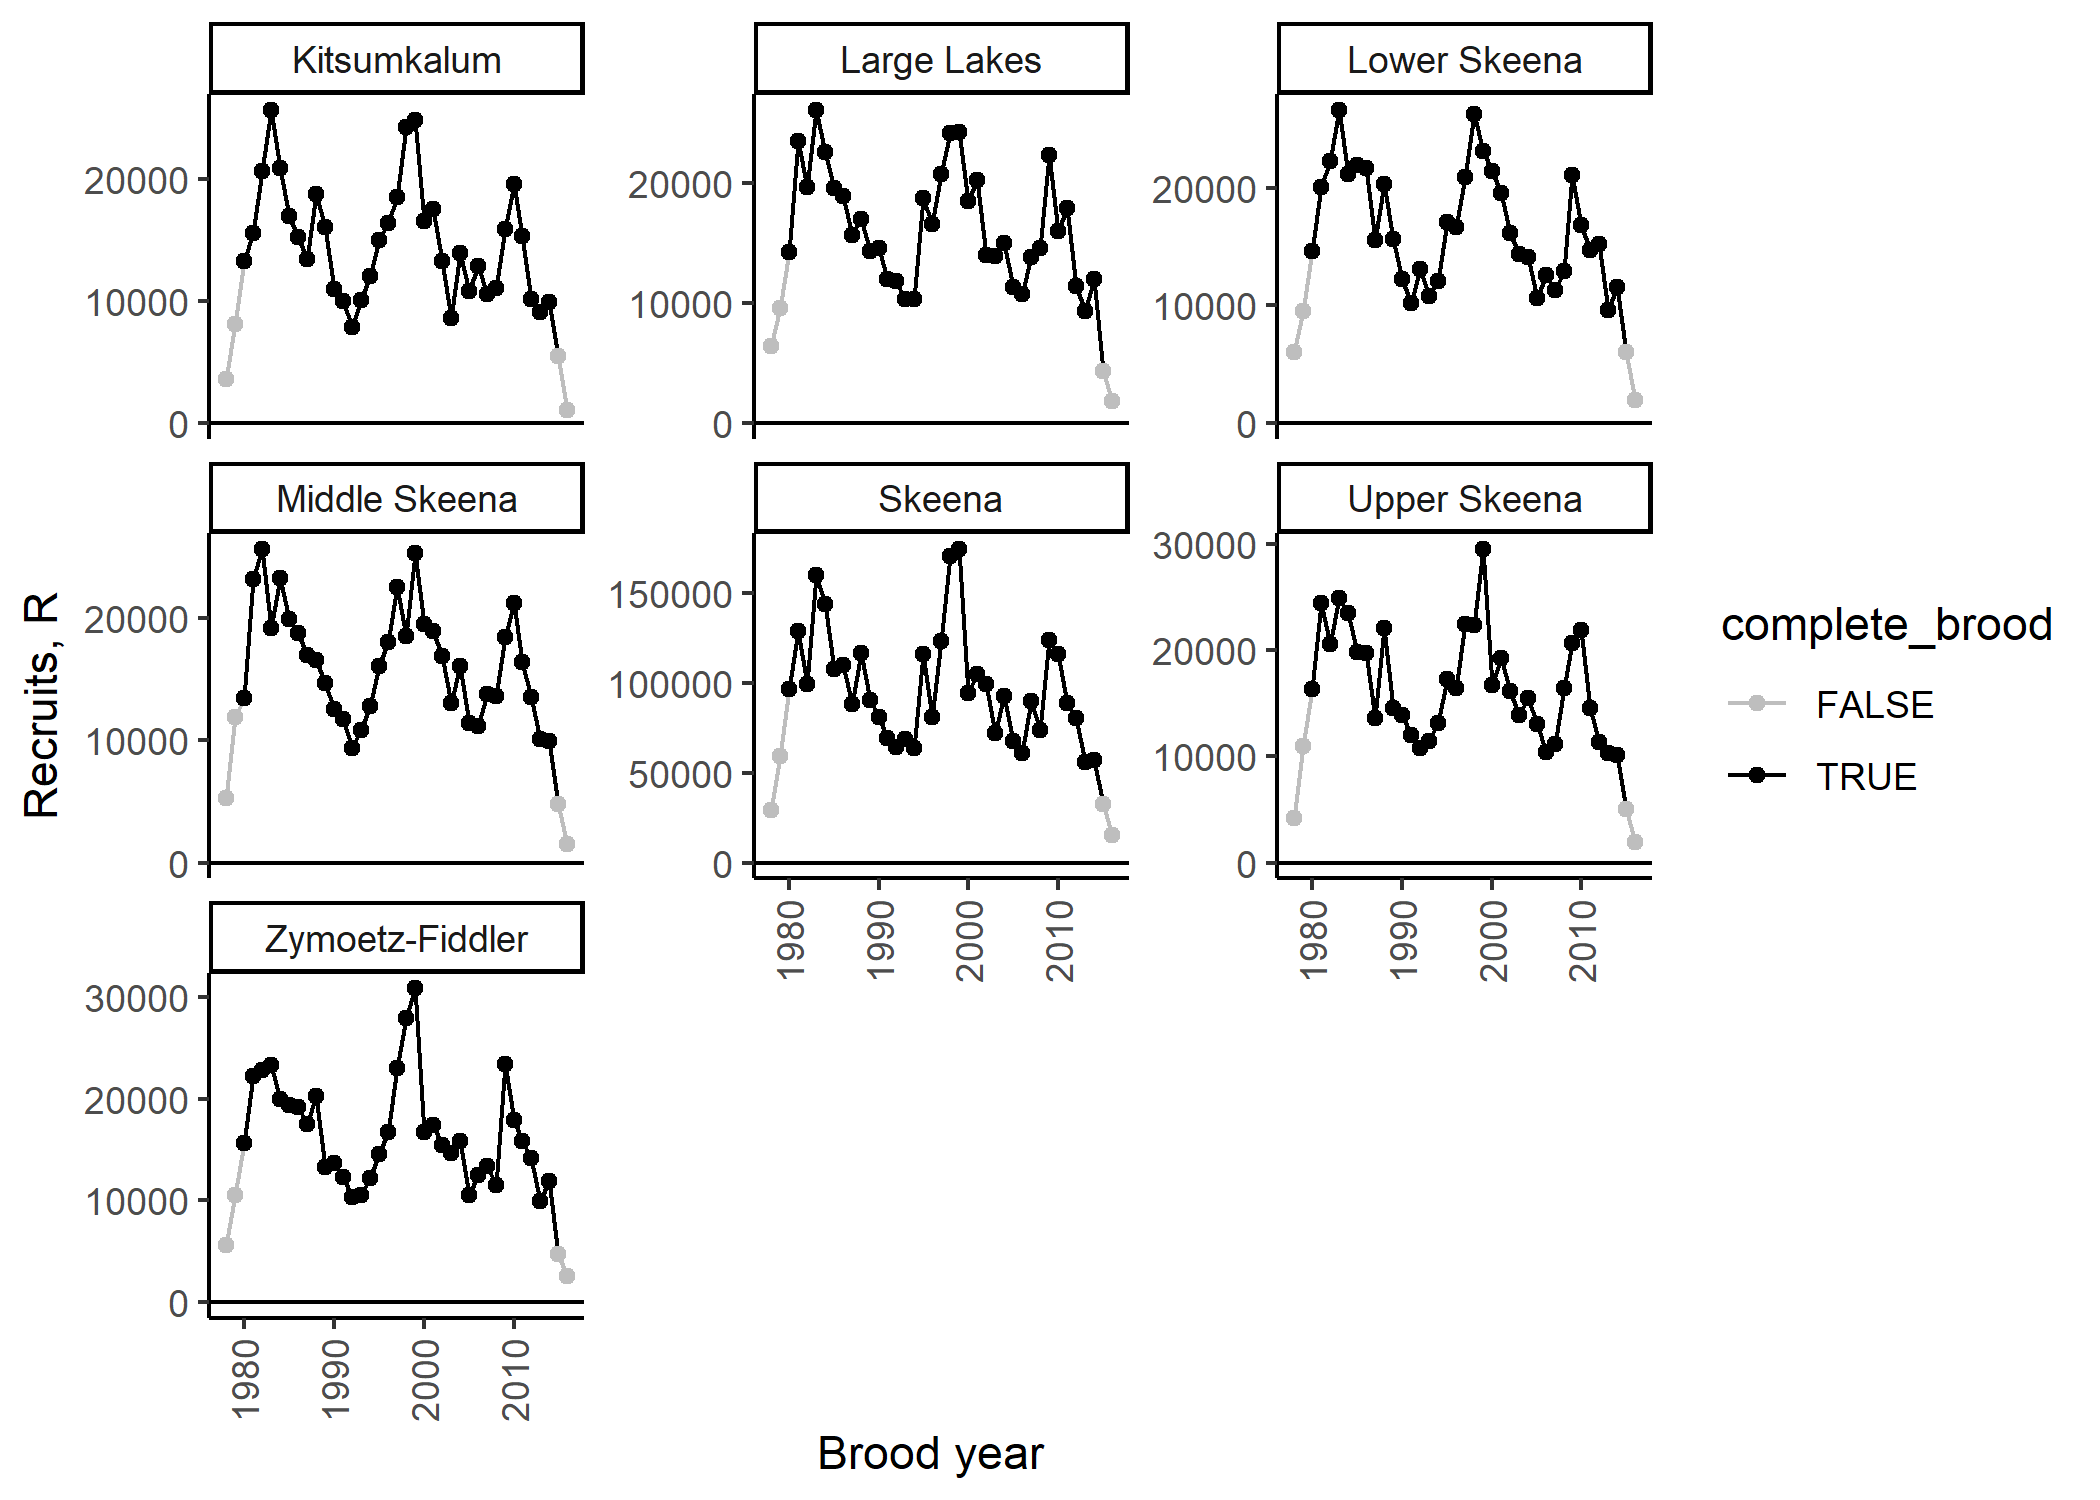 Kitsumkalum
Large Lakes
Lower Skeena
20000
10000
0
20000
10000
0
20000
10000
0
Middle Skeena
Skeena
Upper Skeena
20000
10000
0
150000
100000
50000
0
30000
20000
10000
0
1980 1990 2000 2010
1980 1990 2000 2010
Zymoetz-Fiddler
30000
20000
10000
0
1980 1990 2000 2010
Recruits, R
Brood year
complete_brood
FALSE
TRUE